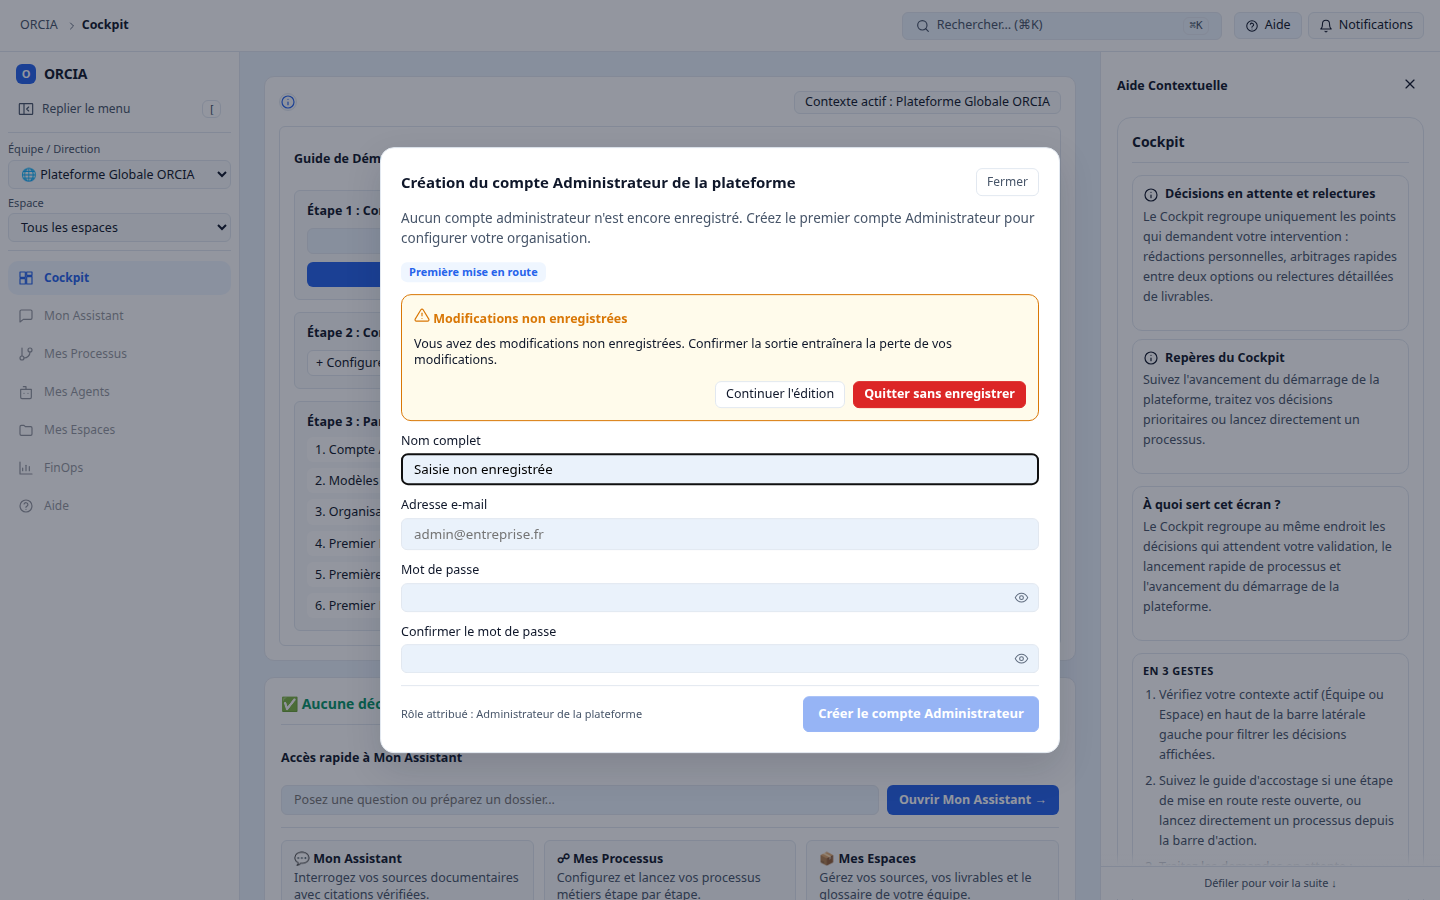 ORCIA > Cockpit
Rechercher... (⌘K)
⌘K
Aide
Notifications
O ORCIA
Replier le menu
[
Équipe / Direction
🌐 Plateforme Globale ORCIA
Espace
Tous les espaces
Cockpit
Mon Assistant
Mes Processus
Mes Agents
Mes Espaces
FinOps
Aide
Contexte actif : Plateforme Globale ORCIA
Étape 1 :
Étape 2 :
Étape 3 :
1. Compte
2. Modèles
3.
4. Premier
5. Première
6. Premier
Création du compte Administrateur de la plateforme
Fermer
Aucun compte administrateur n'est encore enregistré. Créez le premier compte Administrateur pour
configurer votre organisation.
Première mise en route
Modifications non enregistrées
Vous avez des modifications non enregistrées. Confirmer la sortie entraînera la perte de vos
modifications.
Continuer l'édition
Quitter sans enregistrer
Nom complet
Saisie non enregistrée
Adresse e-mail
admin@entreprise.fr
Mot de passe
Confirmer le mot de passe
Rôle attribué : Administrateur de la plateforme
Créer le compte Administrateur
✅ Aucune
Accès rapide à Mon Assistant
Posez une question ou préparez un dossier...
Ouvrir Mon Assistant →
💬 Mon Assistant
Interrogez vos sources documentaires
avec citations vérifiées.
Mes Processus
Configurez et lancez vos processus
métiers étape par étape.
📦 Mes Espaces
Gérez vos sources, vos livrables et le
glossaire de votre équipe.
Aide Contextuelle
Cockpit
Décisions en attente et relectures
Le Cockpit regroupe uniquement les points
qui demandent votre intervention :
rédactions personnelles, arbitrages rapides
entre deux options ou relectures détaillées
de livrables.
Repères du Cockpit
Suivez l'avancement du démarrage de la
plateforme, traitez vos décisions
prioritaires ou lancez directement un
processus.
À quoi sert cet écran ?
Le Cockpit regroupe au même endroit les
décisions qui attendent votre validation, le
lancement rapide de processus et
l'avancement du démarrage de la
plateforme.
EN 3 GESTES
1. Vérifiez votre contexte actif (Équipe ou
Espace) en haut de la barre latérale
gauche pour filtrer les décisions
affichées.
2. Suivez le guide d'accostage si une étape
de mise en route reste ouverte, ou
lancez directement un processus depuis
la barre d'action.
Défiler pour voir la suite ↓